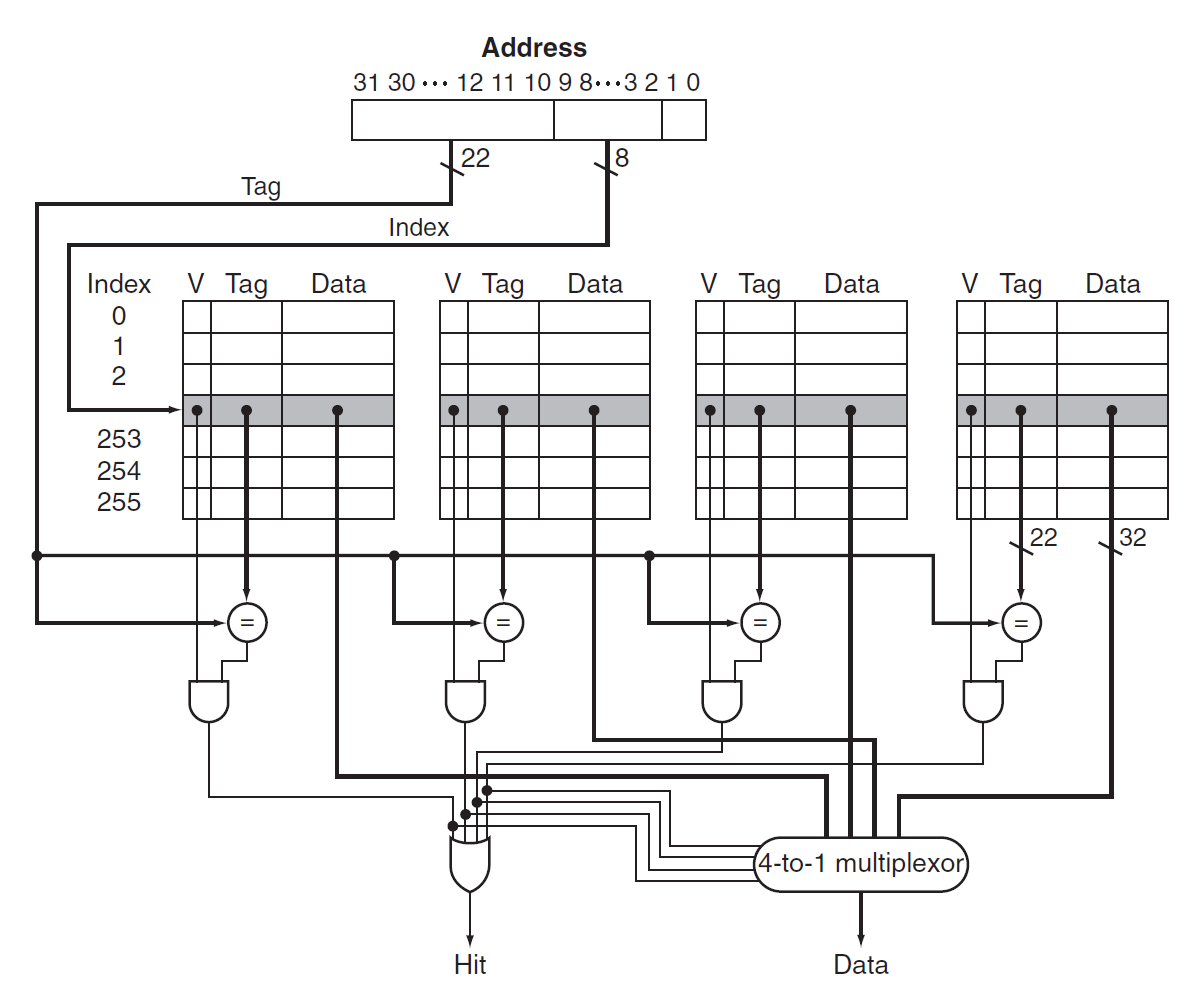 Address
31 30 ··· 12 11 10 9 8···3 2 1 0
22
8
Tag
Index
Index V Tag Data V Tag Data V Tag Data V Tag Data
0
1
2
253
254
255
22 32
= = = =
4-to-1 multiplexor
Hit Data